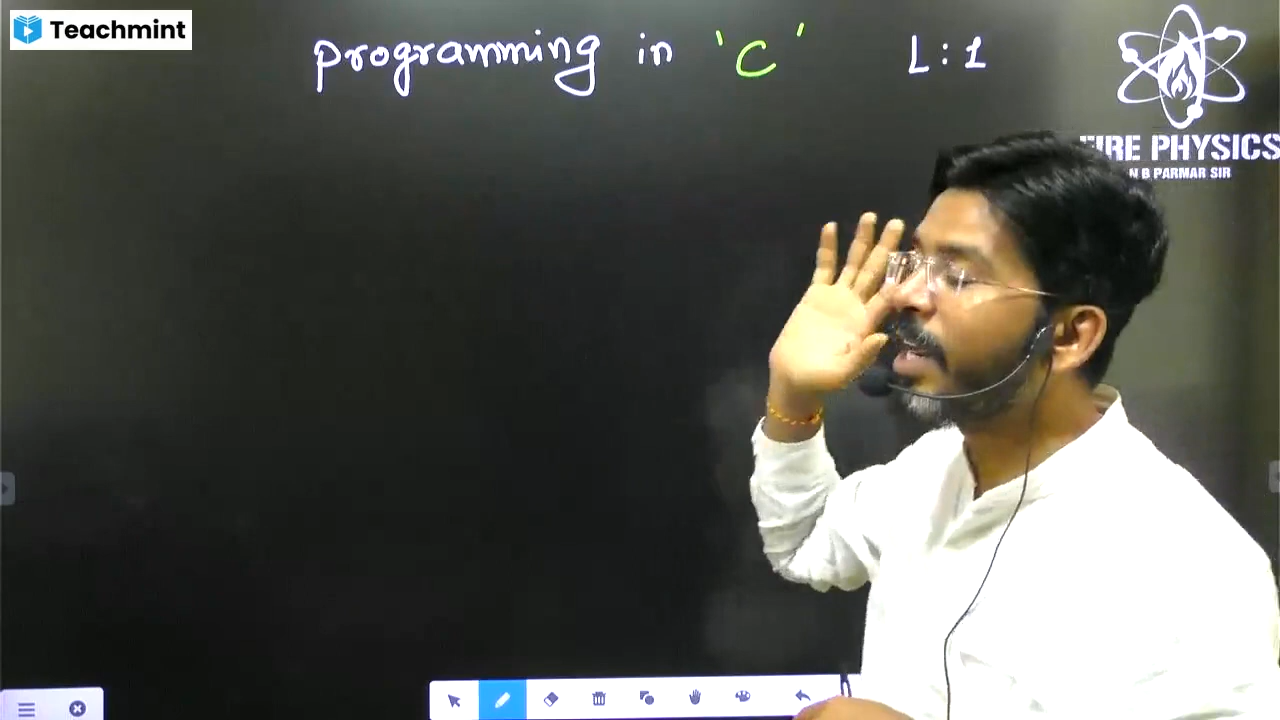 Teachmint
programming in 'C' L:1
FIRE PHYSICS
N B PARMAR SIR